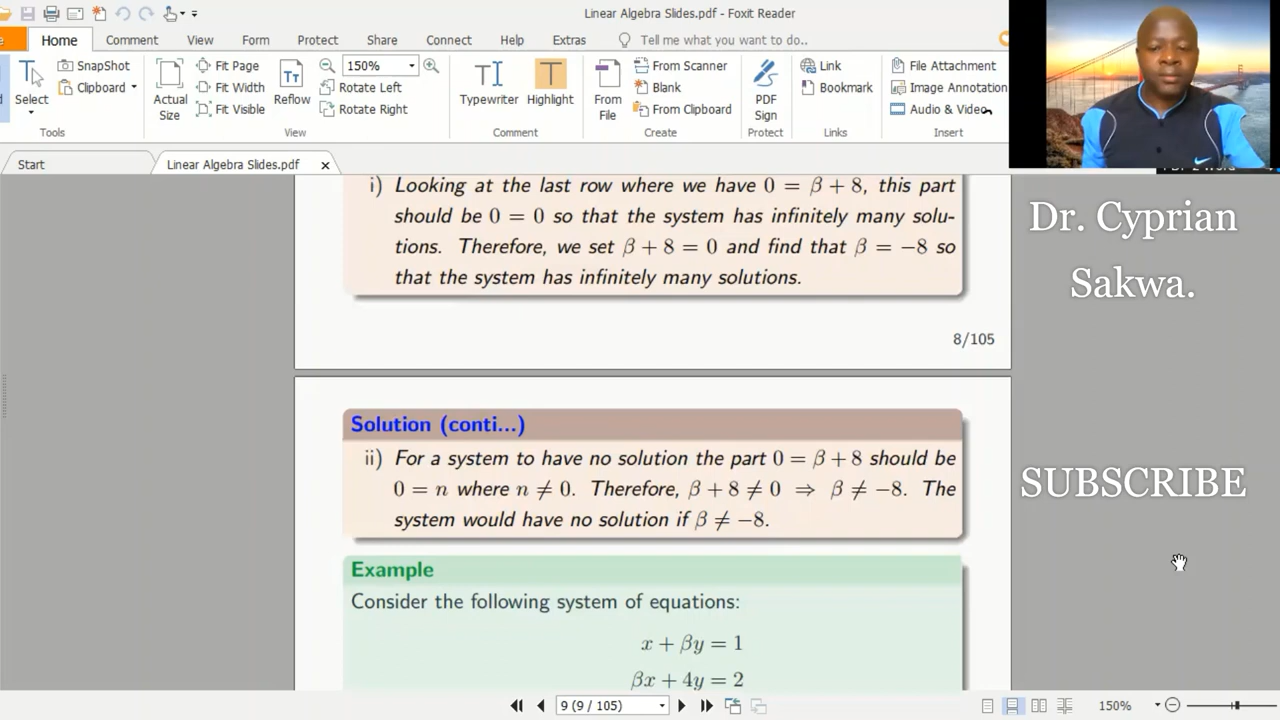 Linear Algebra Slides.pdf - Foxit Reader
Home Comment View Form Protect Share Connect Help Extras Tell me what you want to do..
Select
SnapShot
Clipboard
Tools
Actual Size
Fit Page
Fit Width
Fit Visible
Reflow
150%
Rotate Left
Rotate Right
View
Typewriter
Highlight
Comment
From File
From Scanner
Blank
From Clipboard
Create
PDF Sign
Protect
Link
Bookmark
Links
File Attachment
Image Annotation
Audio & Video
Insert
Start
Linear Algebra Slides.pdf
i) Looking at the last row where we have 0 = β + 8, this part
should be 0 = 0 so that the system has infinitely many solu-
tions. Therefore, we set β + 8 = 0 and find that β = −8 so
that the system has infinitely many solutions.
8/105
Solution (conti...)
ii) For a system to have no solution the part 0 = β + 8 should be
0 = n where n ≠ 0. Therefore, β + 8 ≠ 0 ⇒ β ≠ −8. The
system would have no solution if β ≠ −8.
Example
Consider the following system of equations:
x + βy = 1
βx + 4y = 2
Dr. Cyprian
Sakwa.
SUBSCRIBE
9 (9 / 105)
150%